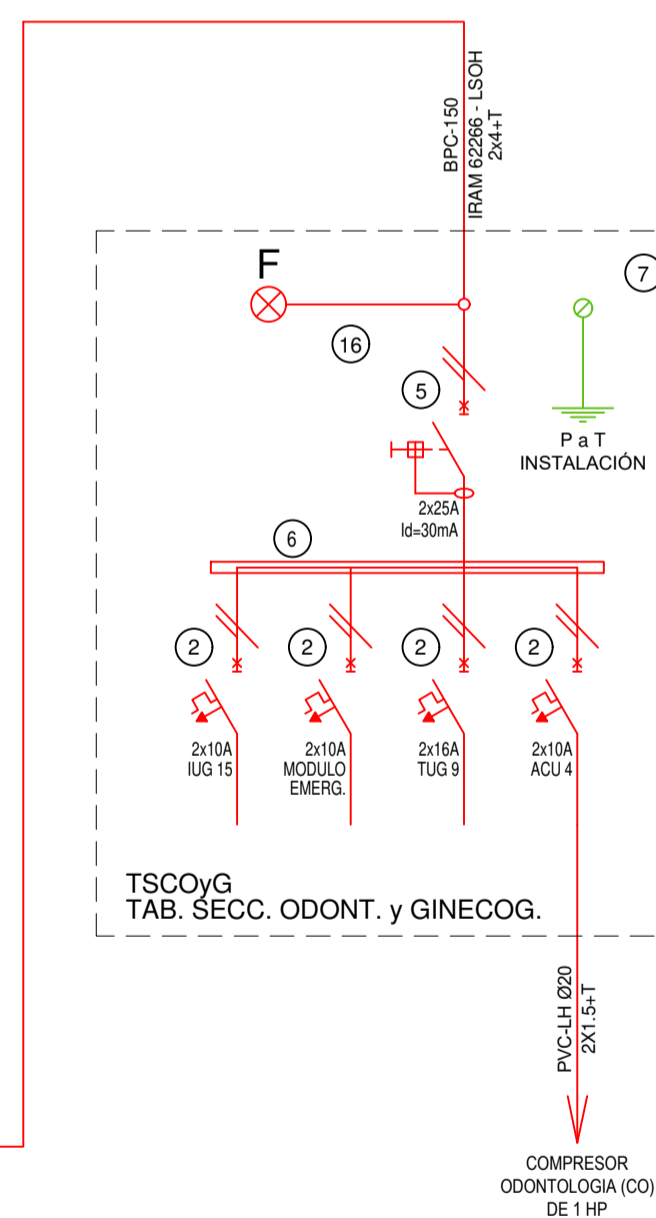 BPC-150
IRAM 62266 - LSOH
2x4+T
F
7
16
5
P a T
INSTALACIÓN
2x25A
Id=30mA
6
2
2
2
2
2x10A
IUG 15
2x10A
MODULO
EMERG.
2x16A
TUG 9
2x10A
ACU 4
TSCOyG
TAB. SECC. ODONT. y GINECOG.
PVC-LH Ø20
2X1.5+T
COMPRESOR
ODONTOLOGIA (CO)
DE 1 HP